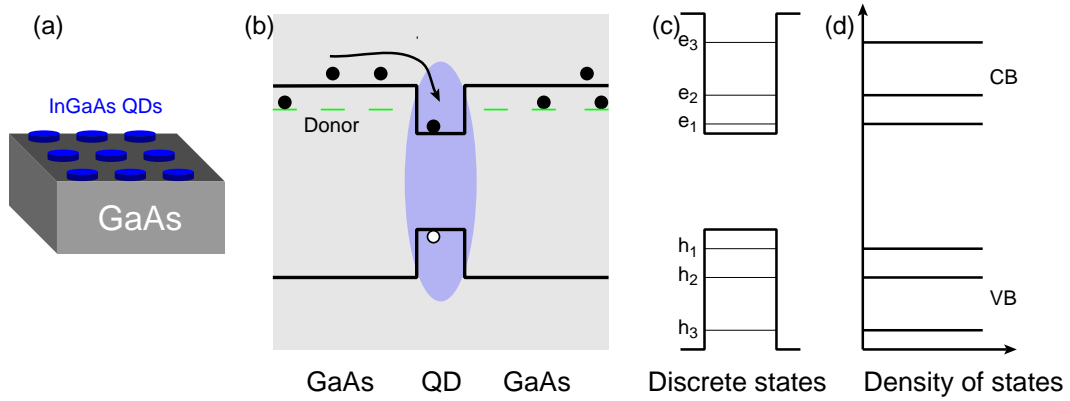 (a)
InGaAs QDs
GaAs
(b)
Donor
GaAs
QD
GaAs
(c)
e3
e2
e1
h1
h2
h3
Discrete states
(d)
CB
VB
Density of states